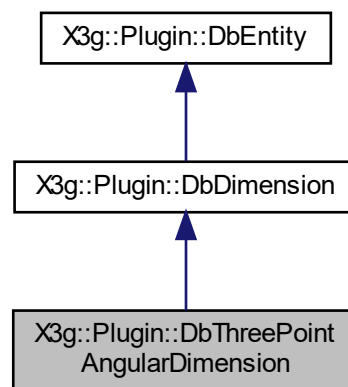 X3g::Plugin::DbEntity
X3g::Plugin::DbDimension
X3g::Plugin::DbThreePoint
AngularDimension